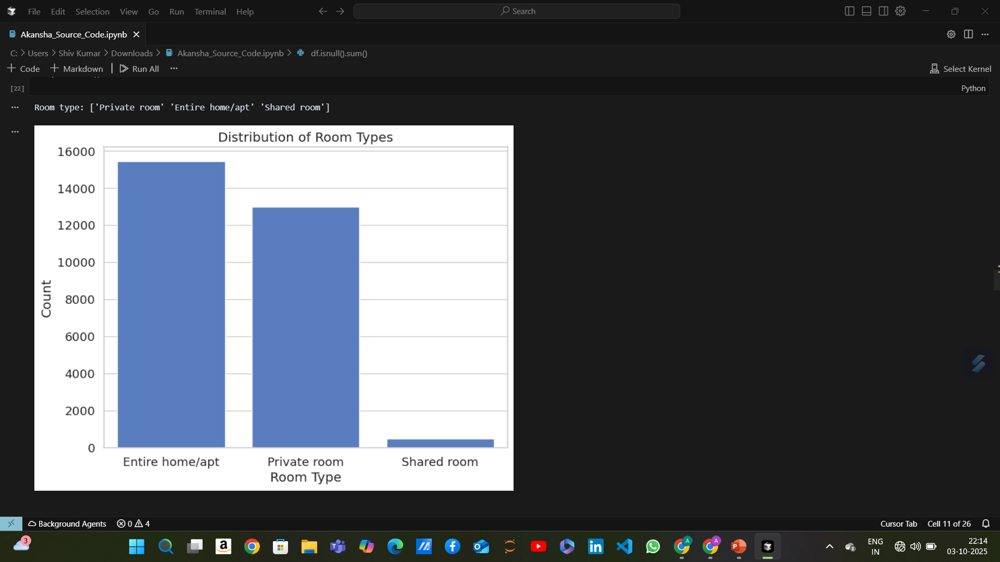 File Edit Selection View Go Run Terminal Help
Search
Akansha_Source_Code.ipynb
C: > Users > Shiv Kumar > Downloads > Akansha_Source_Code.ipynb > df.isnull().sum()
+ Code + Markdown | Run All ...
Select Kernel
[22]
Python
Room type: ['Private room' 'Entire home/apt' 'Shared room']
Distribution of Room Types
16000
14000
12000
10000
8000
6000
4000
2000
0
Count
Entire home/apt Private room Shared room
Room Type
Background Agents 0 4
Cursor Tab Cell 11 of 26
3
ENG
IN
22:14
03-10-2025